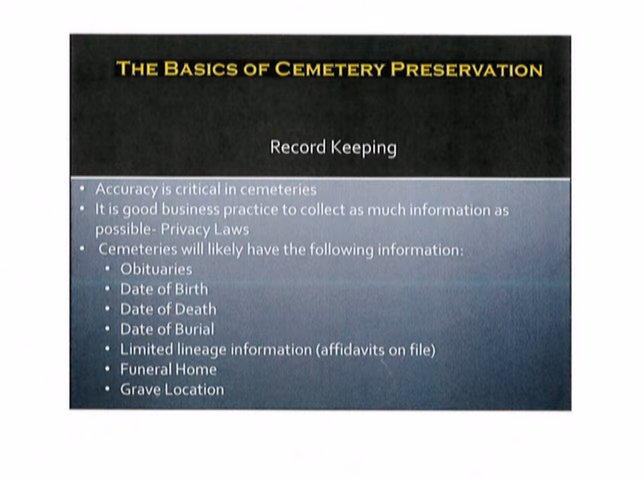 THE BASICS OF CEMETERY PRESERVATION
Record Keeping
• Accuracy is critical in cemeteries
• It is good business practice to collect as much information as
possible- Privacy Laws
• Cemeteries will likely have the following information:
• Obituaries
• Date of Birth
• Date of Death
• Date of Burial
• Limited lineage information (affidavits on file)
• Funeral Home
• Grave Location